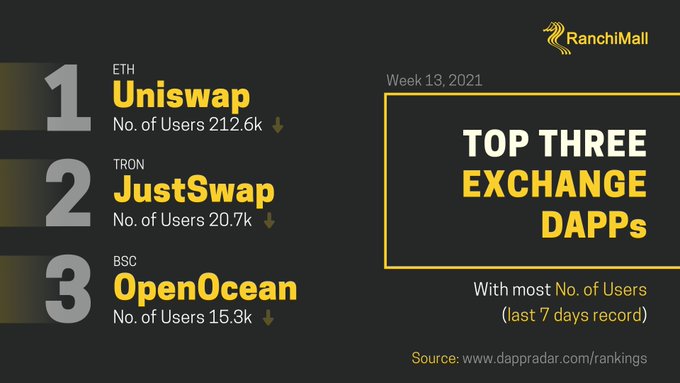 RanchiMall
Week 13, 2021
TOP THREE
EXCHANGE
DAPPs
With most No. of Users
(last 7 days record)
1
ETH
Uniswap
No. of Users 212.6k
2
TRON
JustSwap
No. of Users 20.7k
3
BSC
OpenOcean
No. of Users 15.3k
Source: www.dappradar.com/rankings